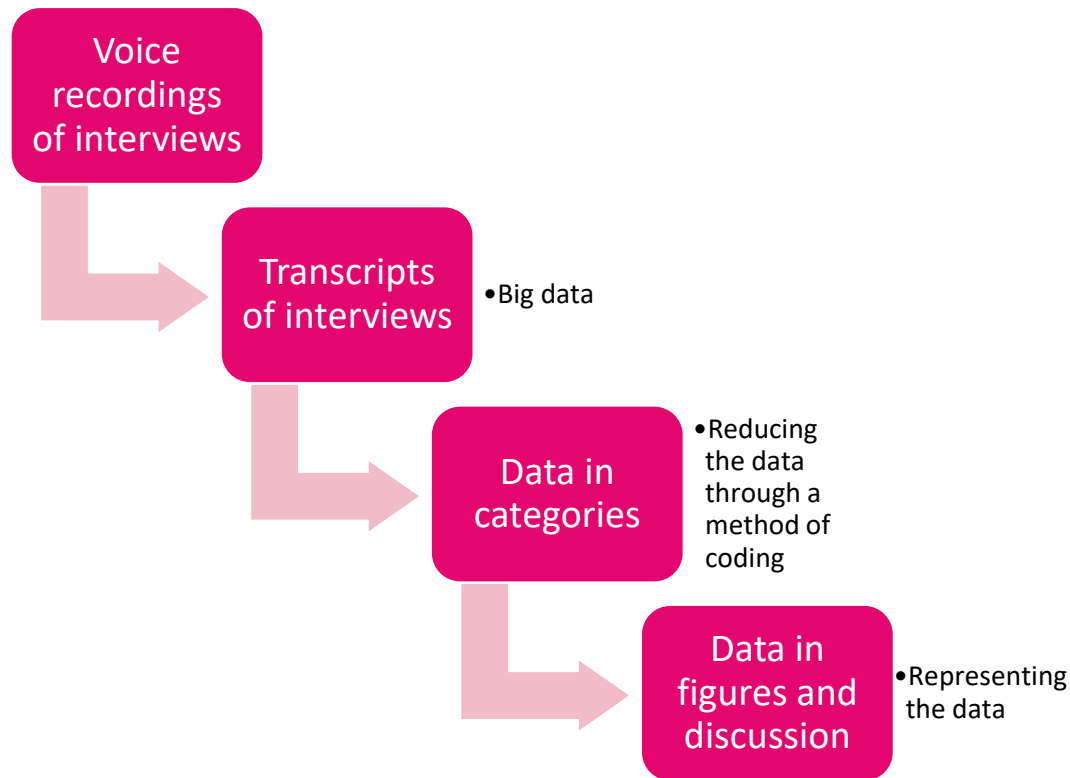 Voice
recordings
of interviews
Transcripts
of interviews
•Big data
Data in
categories
•Reducing
the data
through a
method of
coding
Data in
figures and
discussion
•Representing
the data